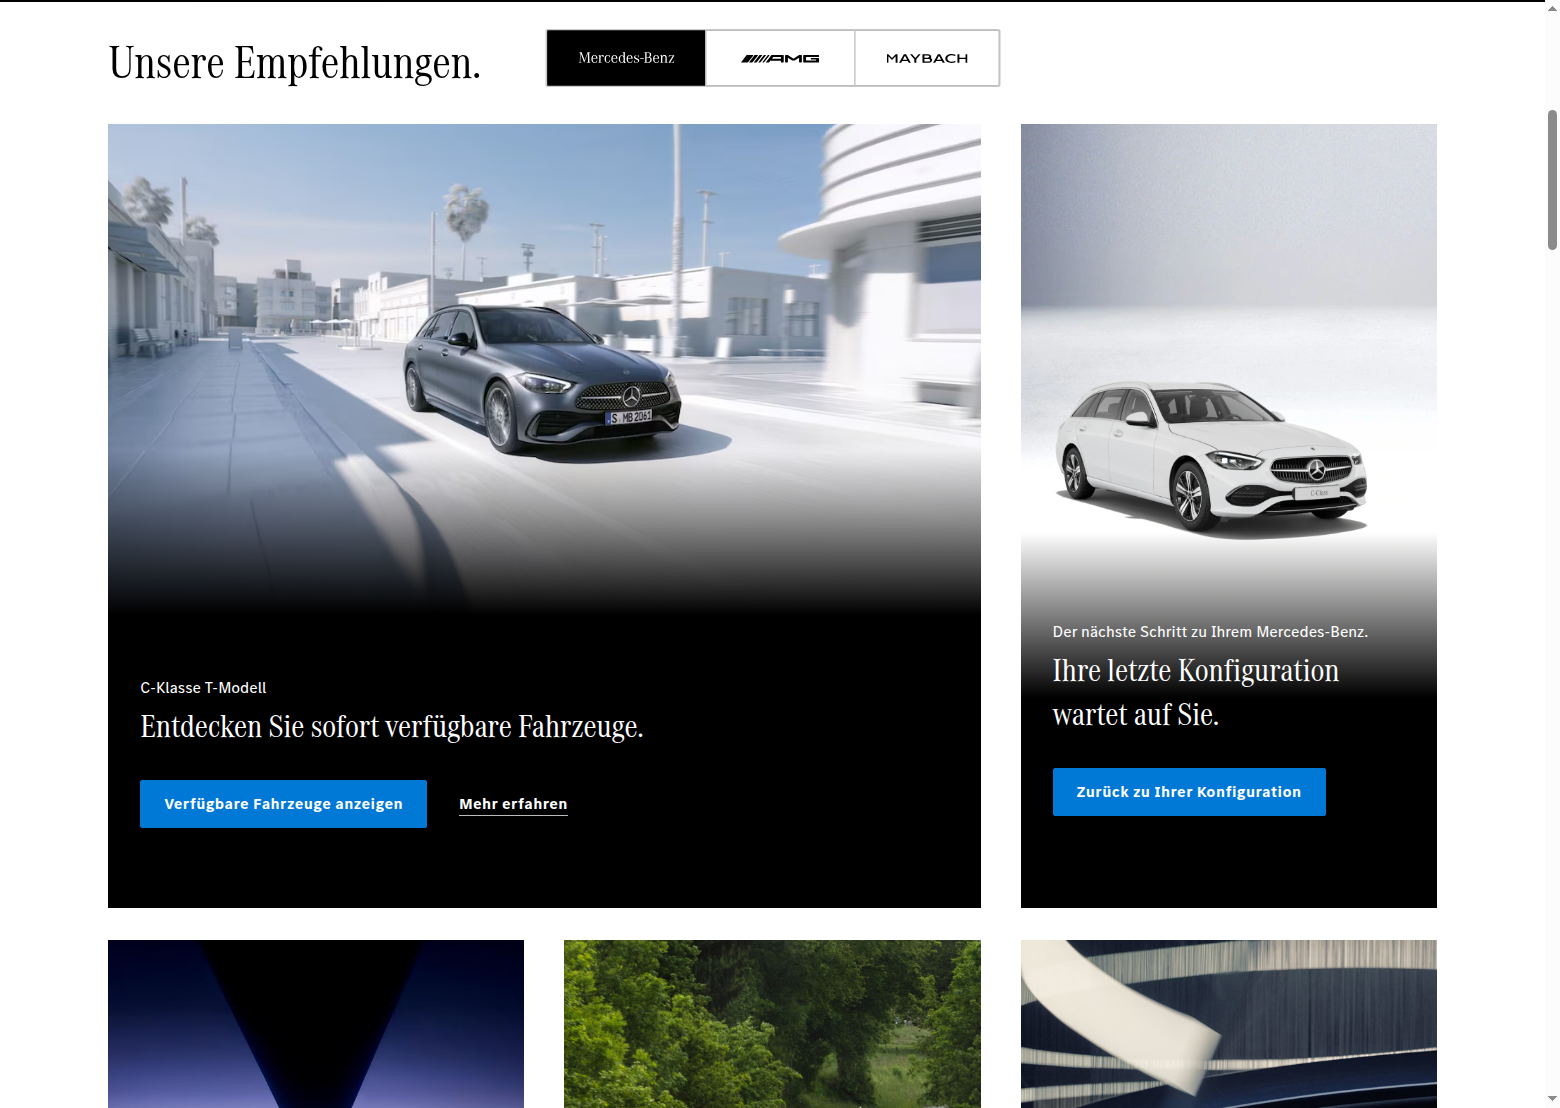 Unsere Empfehlungen.
Mercedes-Benz
AMG
MAYBACH
S MB 2061
C-Klasse T-Modell
Entdecken Sie sofort verfügbare Fahrzeuge.
Verfügbare Fahrzeuge anzeigen
Mehr erfahren
C-Class
Der nächste Schritt zu Ihrem Mercedes-Benz.
Ihre letzte Konfiguration
wartet auf Sie.
Zurück zu Ihrer Konfiguration